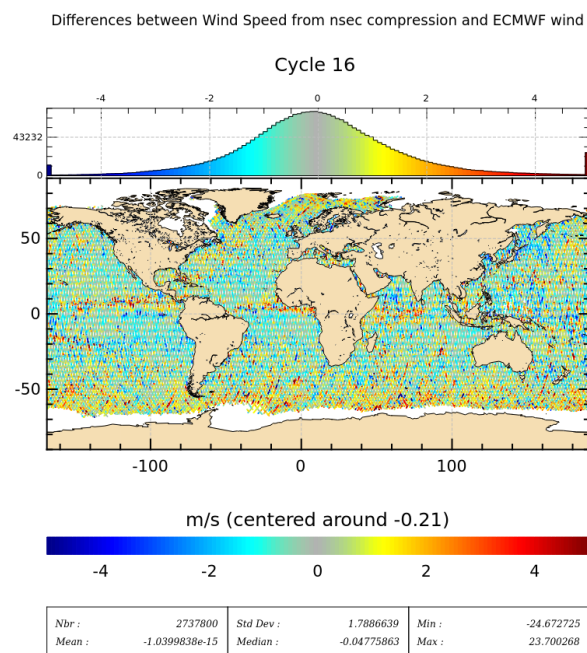 Differences between Wind Speed from nsec compression and ECMWF wind
Cycle 16
-4 -2 0 2 4
43232
0
50
0
-50
-100 0 100
m/s (centered around -0.21)
-4 -2 0 2 4
Nbr : 2737800 Std Dev : 1.7886639 Min : -24.672725
Mean : -1.0399838e-15 Median : -0.04775863 Max : 23.700268